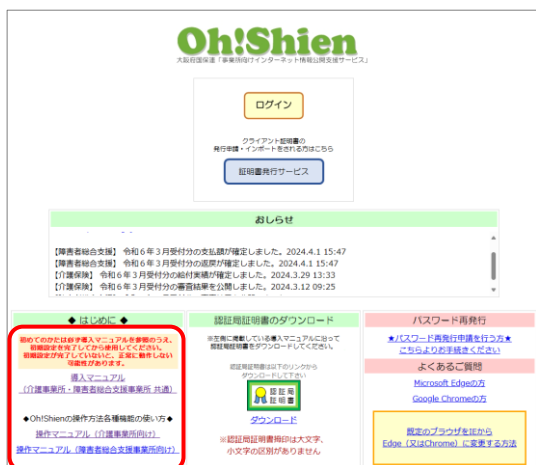 Oh!Shien
大阪府国保連「事業所向けインターネット情報公開支援サービス」
ログイン
クライアント証明書の
発行申請・インポートをされる方はこちら
証明書発行サービス
おしらせ
【障害者総合支援】 令和6年3月受付分の支払額が確定しました。2024.4.1 15:47
【障害者総合支援】 令和6年3月受付分の返戻が確定しました。2024.4.1 15:47
【介護保険】 令和6年3月受付分の給付実績が確定しました。2024.3.29 13:33
【介護保険】 令和6年3月受付分の審査結果を公開しました。2024.3.12 09:25
◆ はじめに ◆
初めてのかたは必ず導入マニュアルを参照のうえ、
初期設定を完了してから使用してください。
初期設定が完了していないと、正常に動作しない
可能性があります。
導入マニュアル
(介護事業所・障害者総合支援事業所 共通)
◆Oh!Shienの操作方法各種機能の使い方◆
操作マニュアル(介護事業所向け)
操作マニュアル(障害者総合支援事業所向け)
認証局証明書のダウンロード
※左側に掲載している導入マニュアルに沿って
認証局証明書をダウンロードしてください。
認証局証明書は以下のリンクから
ダウンロードして下さい
認証局
証明書
ダウンロード
※認証局証明書拇印は大文字、
小文字の区別がありません
パスワード再発行
★パスワード再発行申請を行う方★
こちらよりお手続きください
よくあるご質問
Microsoft Edgeの方
Google Chromeの方
既定のブラウザをIEから
Edge(又はChrome)に変更する方法